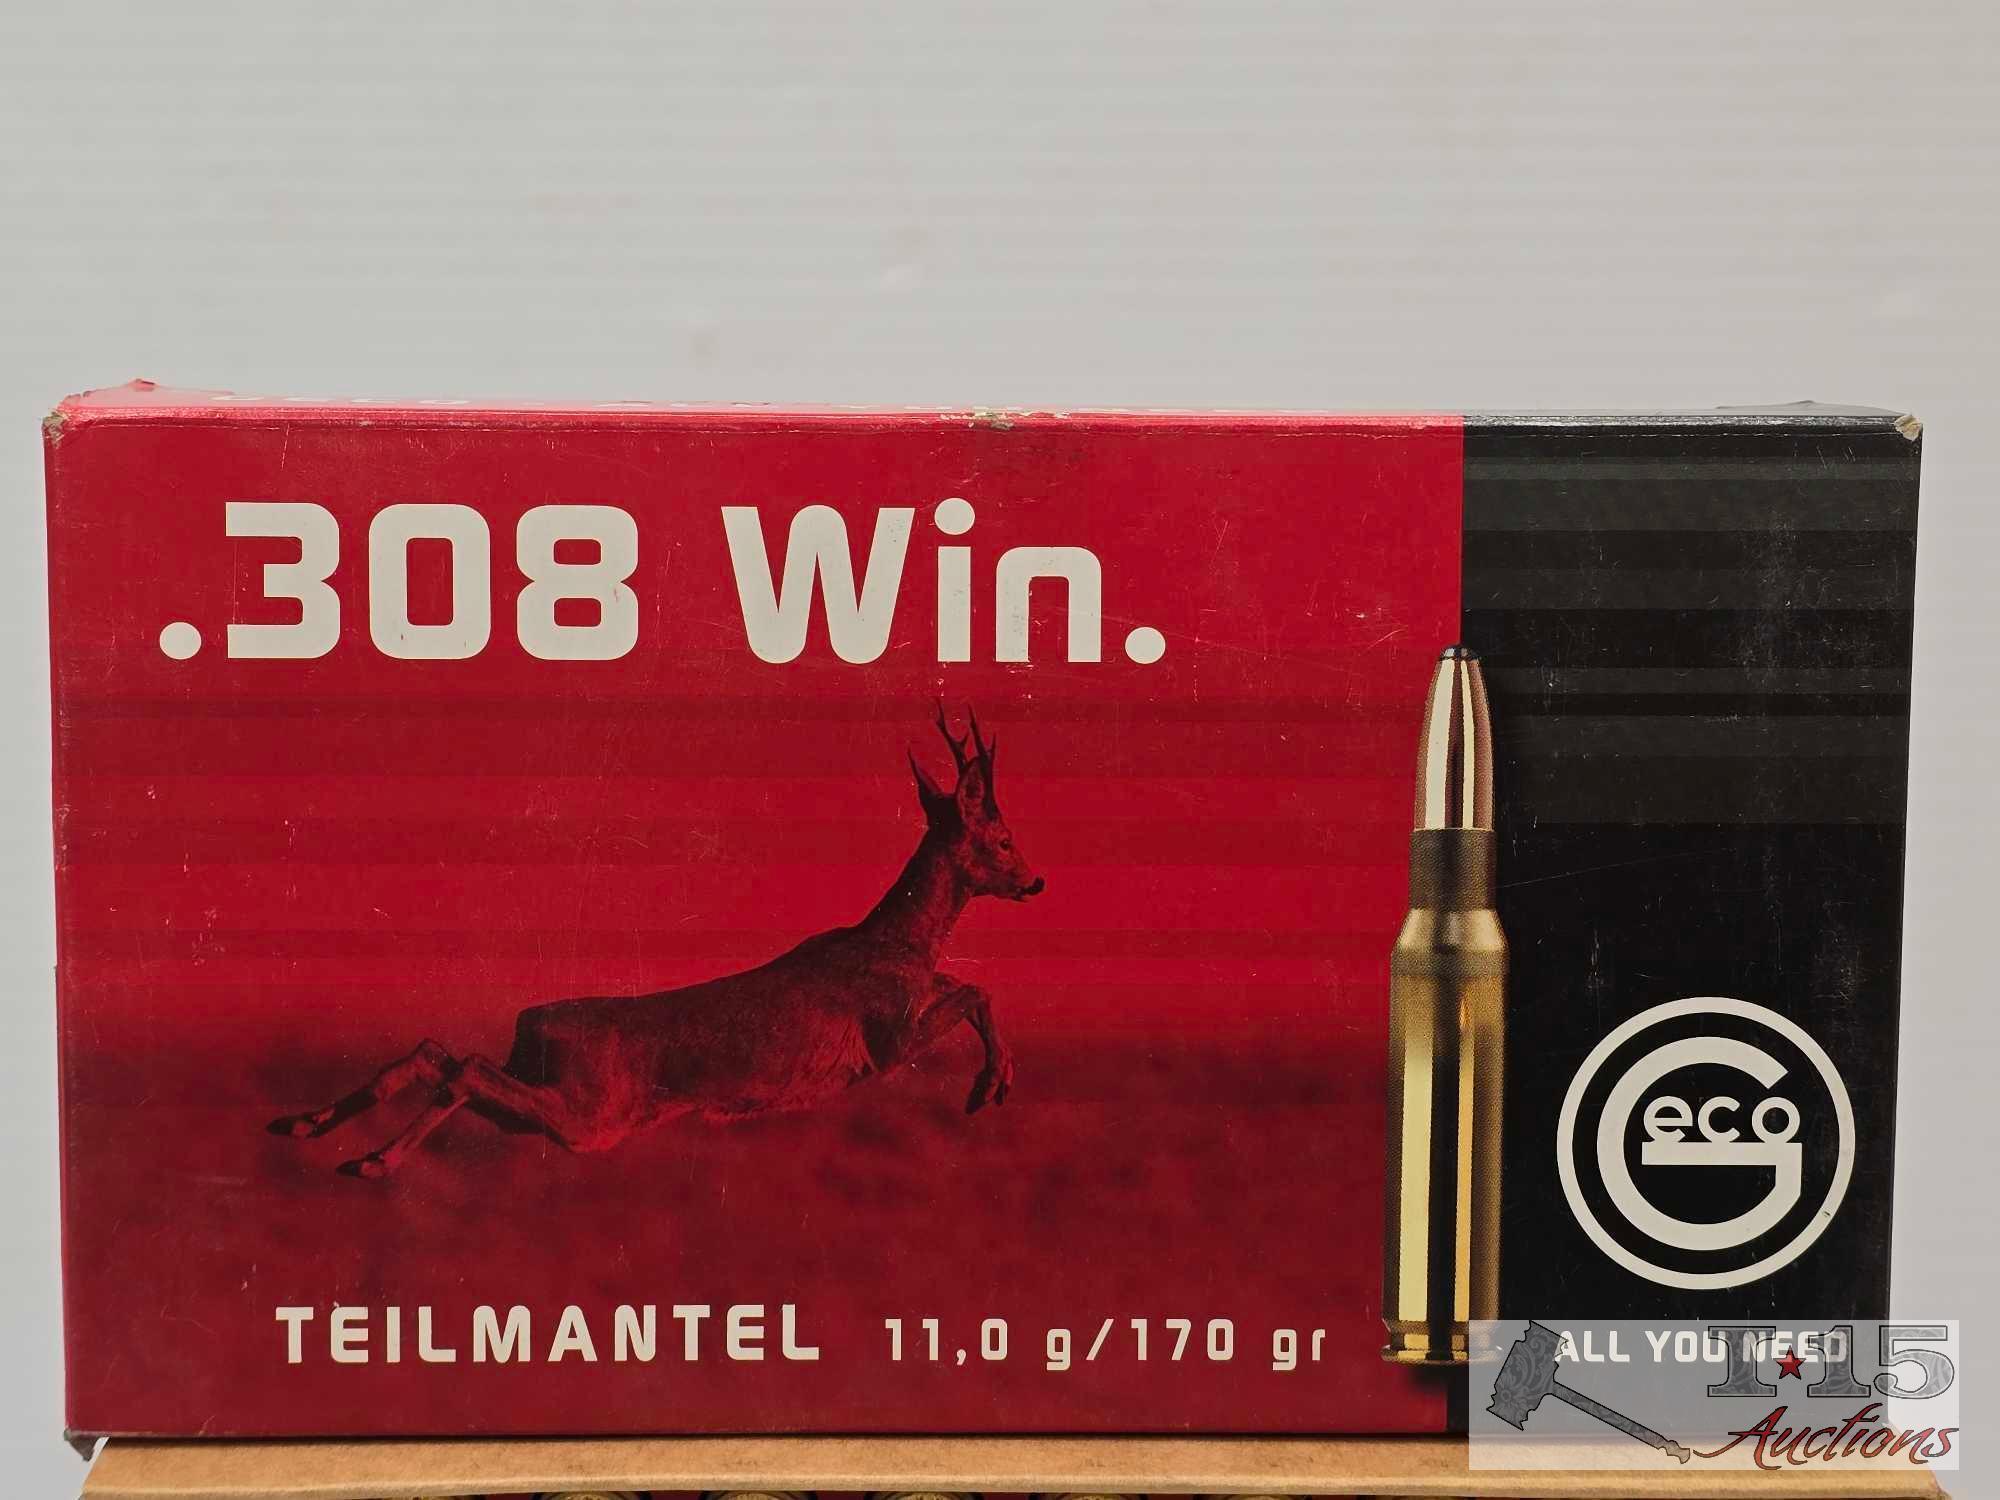 .308 Win.
Geco
TEILMANTEL 11,0 g/170 gr
ALL YOU NEED
I-15
Auctions